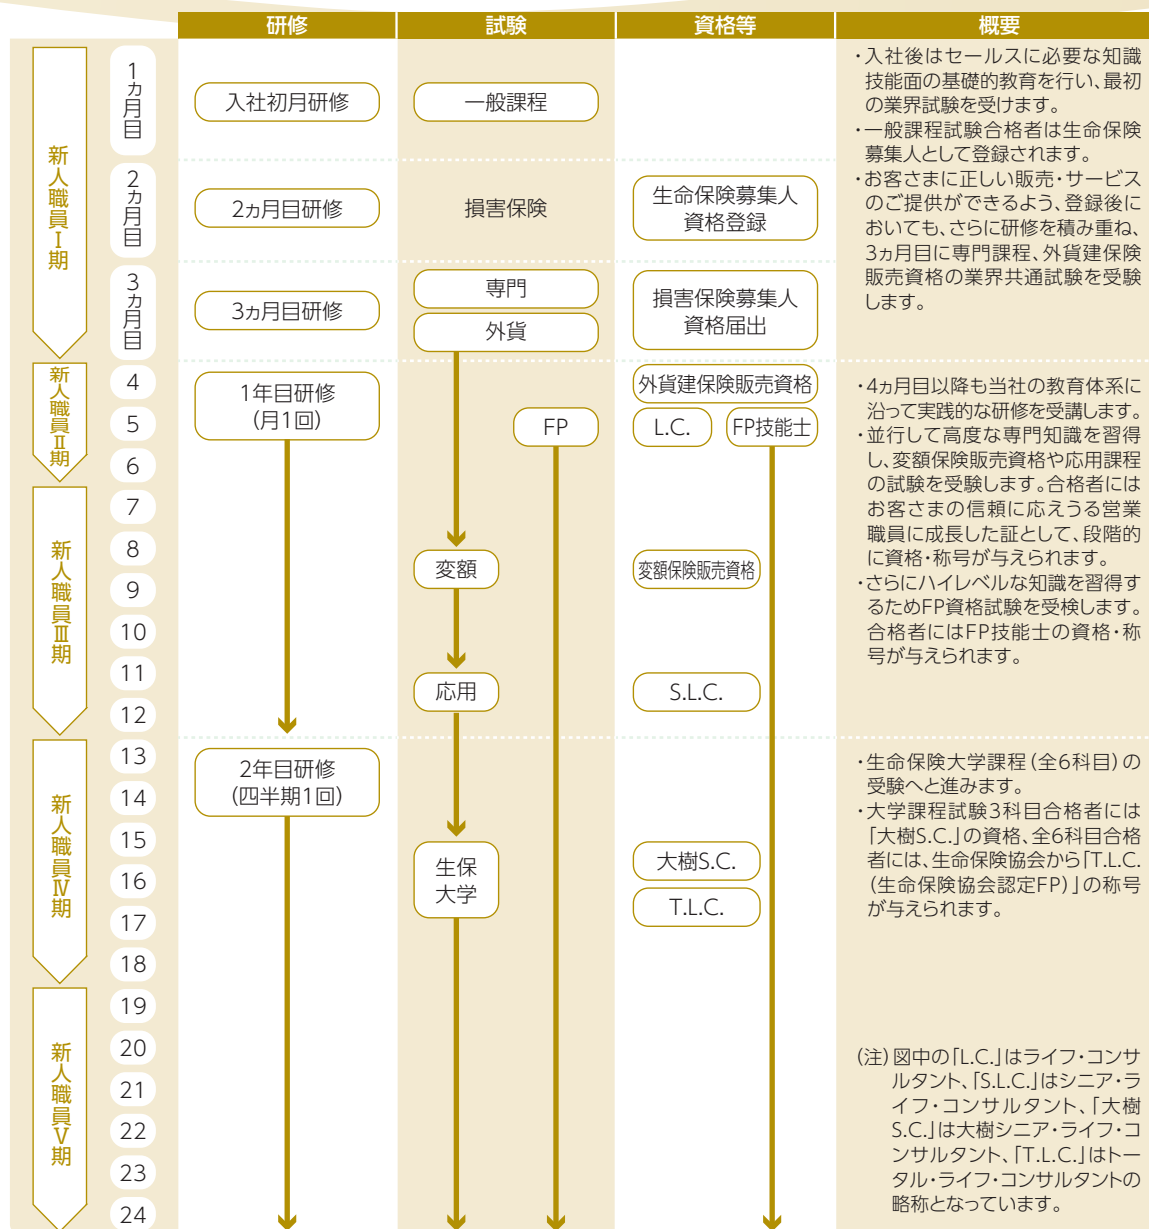 研修
試験
資格等
概要
新人職員Ⅰ期
1ヵ月目
入社初月研修
一般課程
・入社後はセールスに必要な知識
技能面の基礎的教育を行い、最初
の業界試験を受けます。
・一般課程試験合格者は生命保険
募集人として登録されます。
・お客さまに正しい販売・サービス
のご提供ができるよう、登録後に
おいても、さらに研修を積み重ね、
3ヵ月目に専門課程、外貨建保険
販売資格の業界共通試験を受験
します。
2ヵ月目
2ヵ月目研修
損害保険
生命保険募集人
資格登録
3ヵ月目
3ヵ月目研修
専門
外貨
損害保険募集人
資格届出
新人職員Ⅱ期
4
5
6
1年目研修
(月1回)
FP
外貨建保険販売資格
L.C.
FP技能士
・4ヵ月目以降も当社の教育体系に
沿って実践的な研修を受講します。
・並行して高度な専門知識を習得
し、変額保険販売資格や応用課程
の試験を受験します。合格者には
お客さまの信頼に応えうる営業
職員に成長した証として、段階的
に資格・称号が与えられます。
・さらにハイレベルな知識を習得す
るためFP資格試験を受検します。
合格者にはFP技能士の資格・称
号が与えられます。
新人職員Ⅲ期
7
8
9
10
11
12
変額
変額保険販売資格
応用
S.L.C.
新人職員Ⅳ期
13
14
15
16
17
18
2年目研修
(四半期1回)
生保
大学
大樹S.C.
T.L.C.
・生命保険大学課程(全6科目)の
受験へと進みます。
・大学課程試験3科目合格者には
「大樹S.C.」の資格、全6科目合格
者には、生命保険協会から「T.L.C.
(生命保険協会認定FP)」の称号
が与えられます。
新人職員Ⅴ期
19
20
21
22
23
24
(注)図中の「L.C.」はライフ・コンサ
ルタント、「S.L.C.」はシニア・ラ
イフ・コンサルタント、「大樹
S.C.」は大樹シニア・ライフ・コ
ンサルタント、「T.L.C.」はトー
タル・ライフ・コンサルタントの
略称となっています。